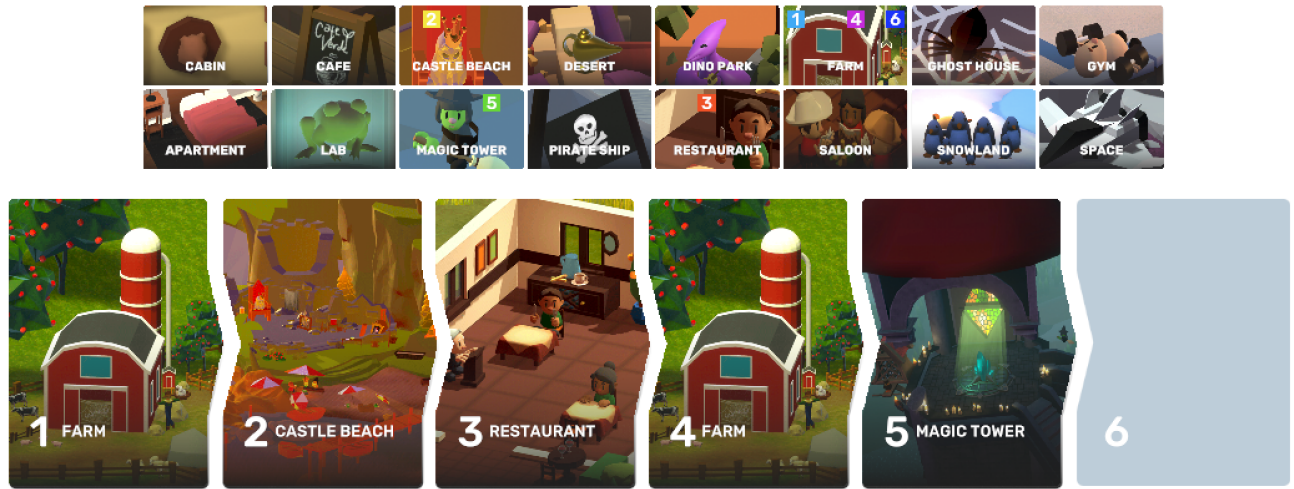 2
1 4 6
CABIN
CAFE
CASTLE BEACH
DESERT
DINO PARK
FARM
GHOST HOUSE
GYM
Cafe
Verde
5
3
APARTMENT
LAB
MAGIC TOWER
PIRATE SHIP
RESTAURANT
SALOON
SNOWLAND
SPACE
1 FARM
2 CASTLE BEACH
3 RESTAURANT
4 FARM
5 MAGIC TOWER
6